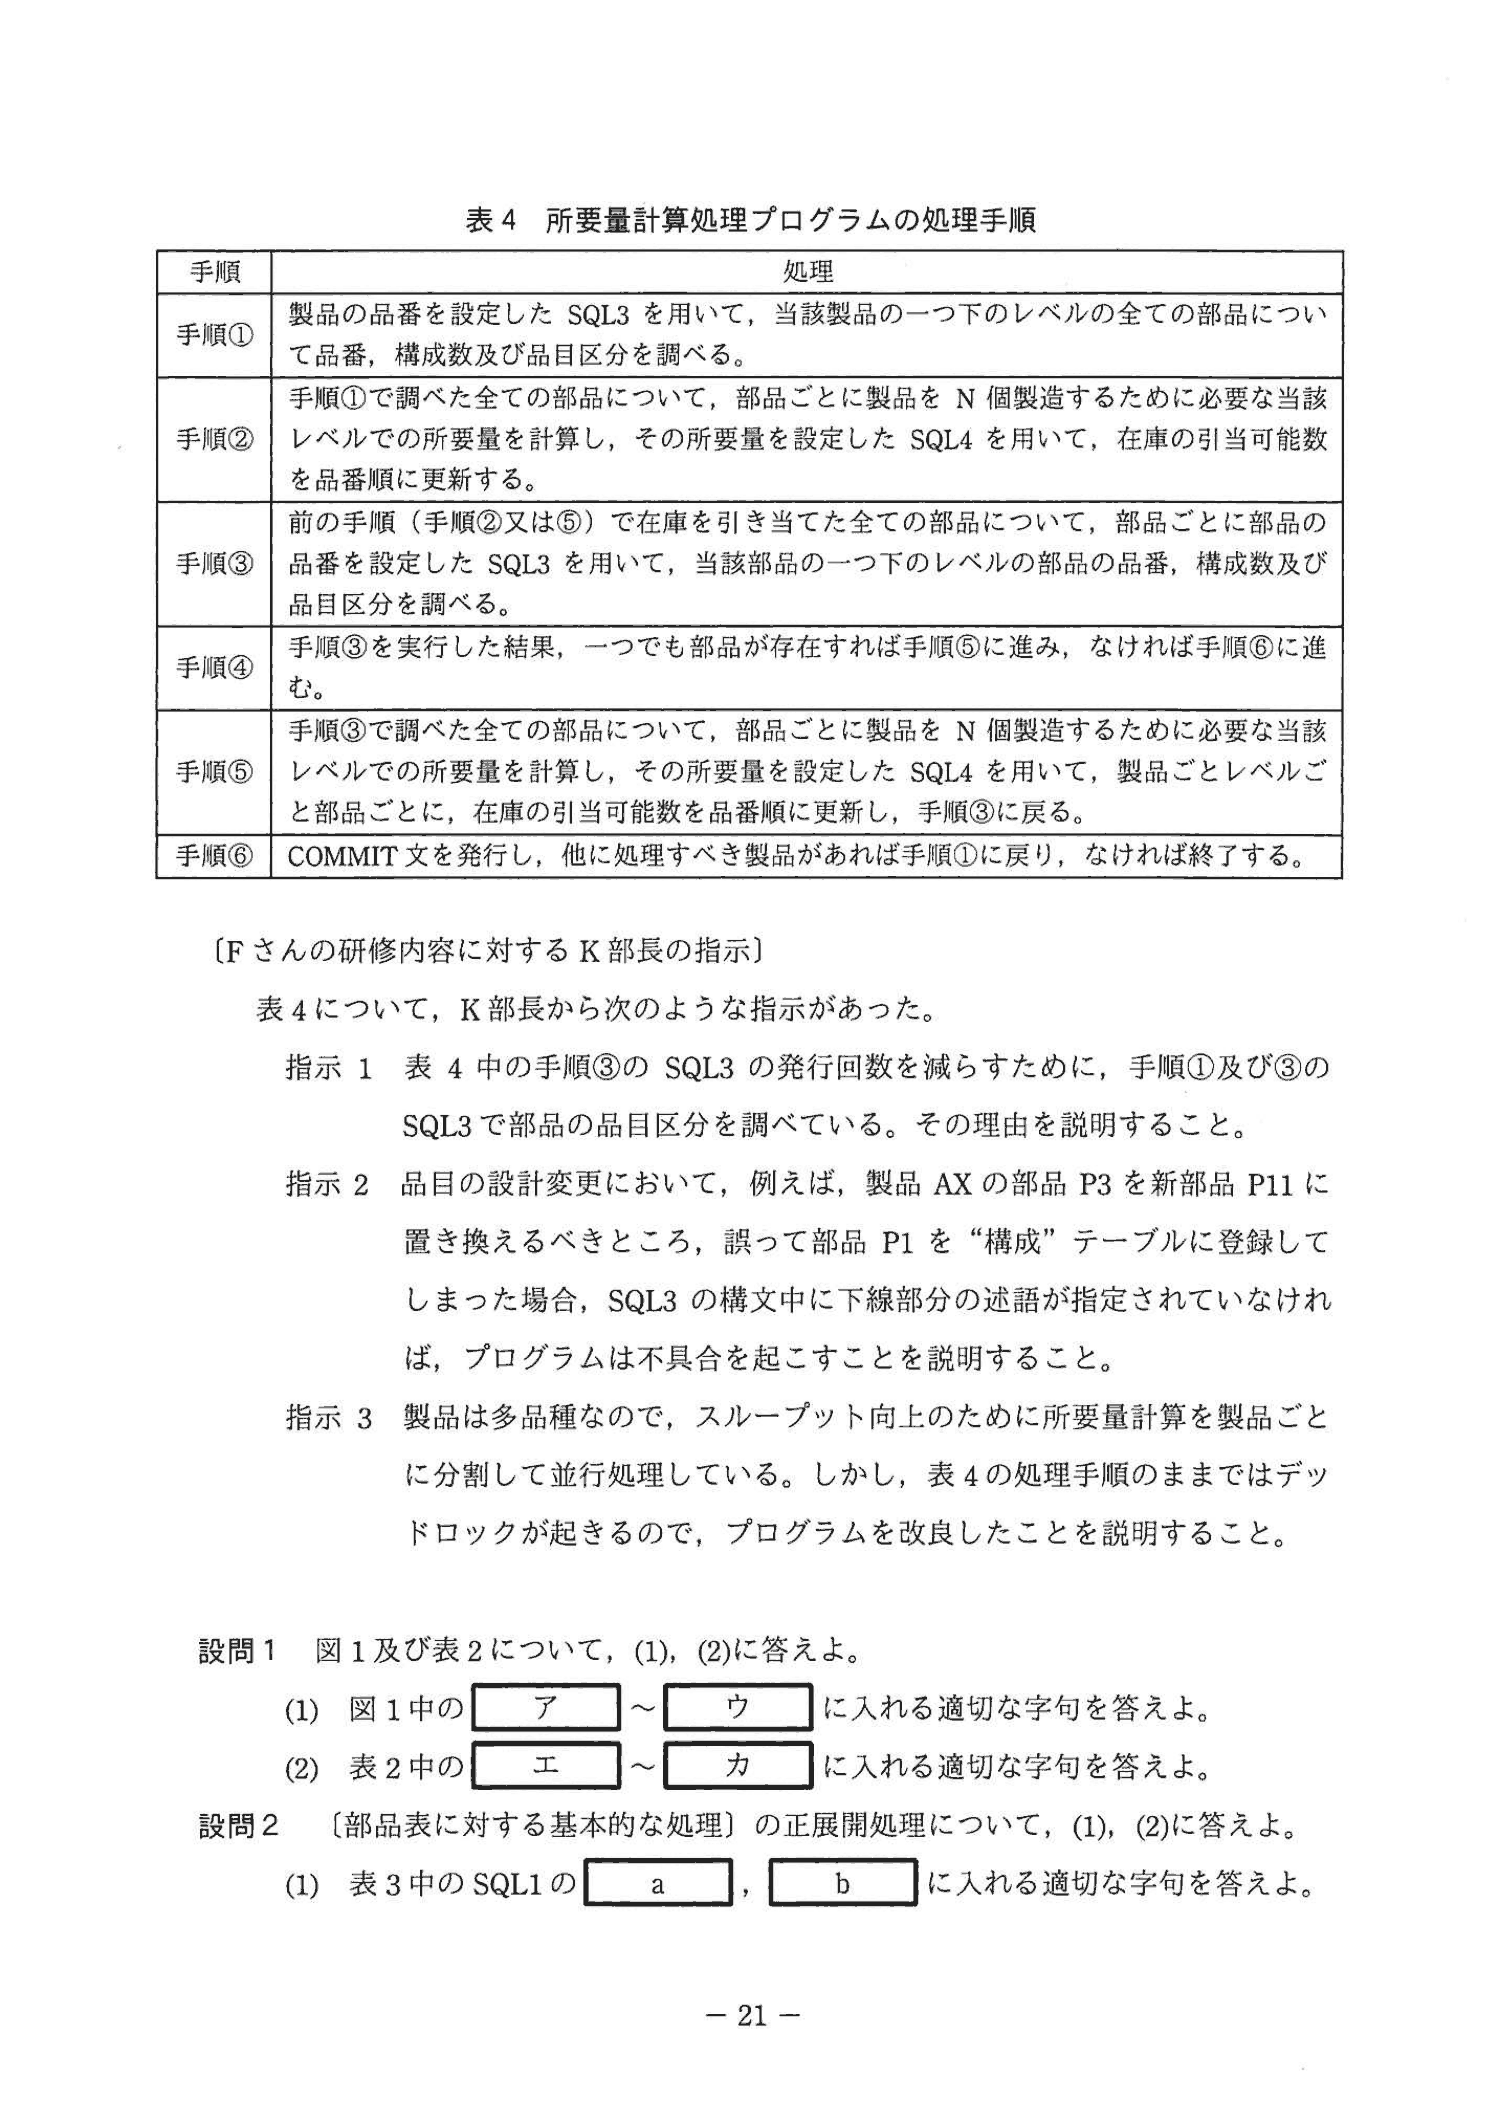 表4　所要量計算処理プログラムの処理手順
手順　処理
手順①　製品の品番を設定した SQL3 を用いて，当該製品の一つ下のレベルの全ての部品につい
て品番，構成数及び品目区分を調べる。
手順②　手順①で調べた全ての部品について，部品ごとに製品を N 個製造するために必要な当該
レベルでの所要量を計算し，その所要量を設定した SQL4 を用いて，在庫の引当可能数
を品番順に更新する。
手順③　前の手順（手順②又は⑤）で在庫を引き当てた全ての部品について，部品ごとに部品の
品番を設定した SQL3 を用いて，当該部品の一つ下のレベルの部品の品番，構成数及び
品目区分を調べる。
手順④　手順③を実行した結果，一つでも部品が存在すれば手順⑤に進み，なければ手順⑥に進
む。
手順⑤　手順③で調べた全ての部品について，部品ごとに製品を N 個製造するために必要な当該
レベルでの所要量を計算し，その所要量を設定した SQL4 を用いて，製品ごとレベルご
と部品ごとに，在庫の引当可能数を品番順に更新し，手順③に戻る。
手順⑥　COMMIT 文を発行し，他に処理すべき製品があれば手順①に戻り，なければ終了する。
〔F さんの研修内容に対する K 部長の指示〕
表4について，K 部長から次のような指示があった。
指示 1　表 4 中の手順③の SQL3 の発行回数を減らすために，手順①及び③の
SQL3 で部品の品目区分を調べている。その理由を説明すること。
指示 2　品目の設計変更において，例えば，製品 AX の部品 P3 を新部品 P11 に
置き換えるべきところ，誤って部品 P1 を“構成”テーブルに登録して
しまった場合，SQL3 の構文中に下線部分の述語が指定されていなけれ
ば，プログラムは不具合を起こすことを説明すること。
指示 3　製品は多品種なので，スループット向上のために所要量計算を製品ごと
に分割して並行処理している。しかし，表4の処理手順のままではデッ
ドロックが起きるので，プログラムを改良したことを説明すること。
設問1　図1及び表2について，(1)，(2)に答えよ。
(1)　図1中の ア ～ ウ に入れる適切な字句を答えよ。
(2)　表2中の エ ～ カ に入れる適切な字句を答えよ。
設問2　〔部品表に対する基本的な処理〕の正展開処理について，(1)，(2)に答えよ。
(1)　表3中の SQL1 の a ， b に入れる適切な字句を答えよ。
－ 21 －